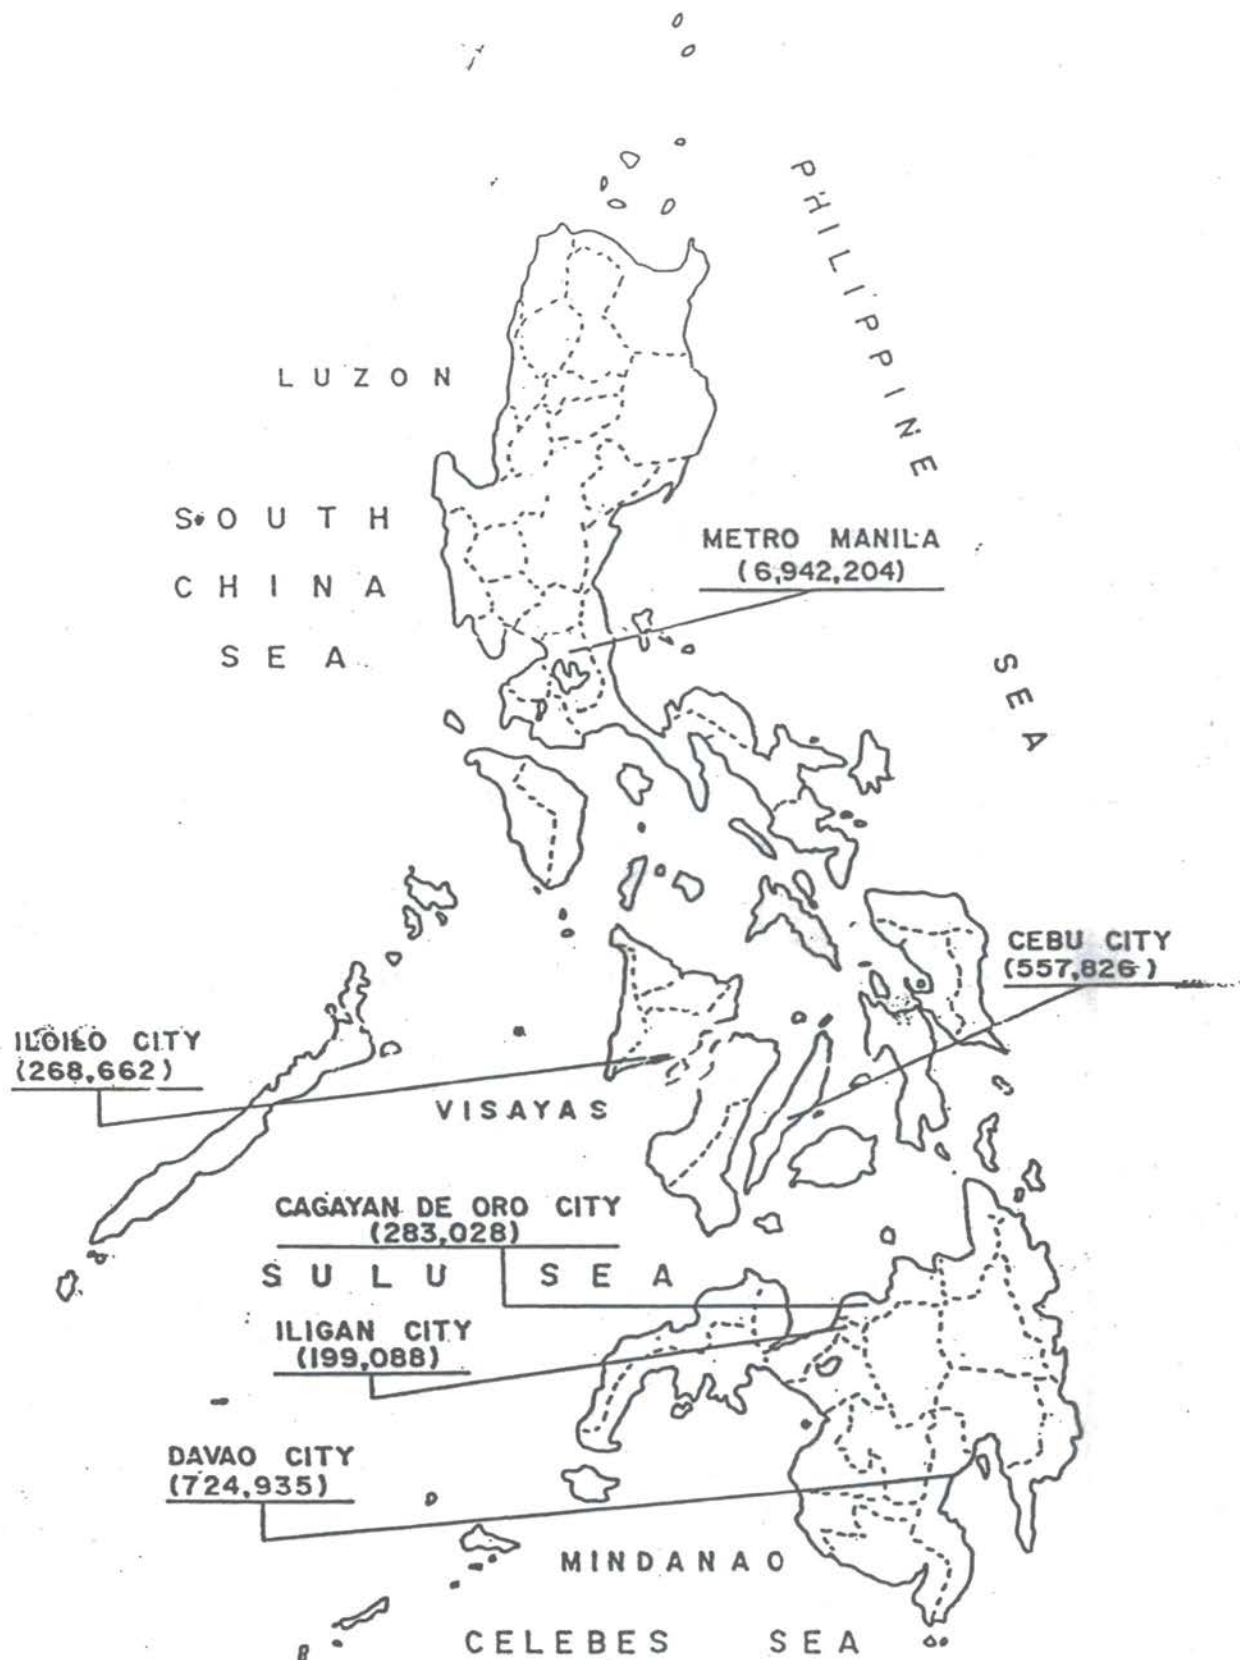 PHILIPPINE SEA
LUZON
SOUTH
CHINA
SEA
METRO MANILA
(6,942,204)
CEBU CITY
(557,826)
ILOILO CITY
(268,662)
VISAYAS
CAGAYAN DE ORO CITY
(283,028)
SULU SEA
ILIGAN CITY
(199,088)
DAVAO CITY
(724,935)
MINDANAO
CELEBES SEA